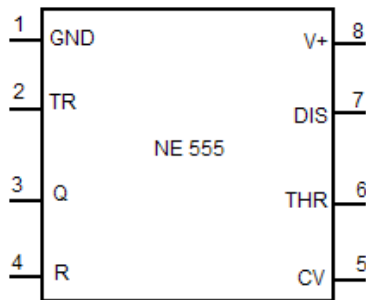 1 GND V+ 8
2 TR DIS 7
NE 555
3 Q THR 6
4 R CV 5